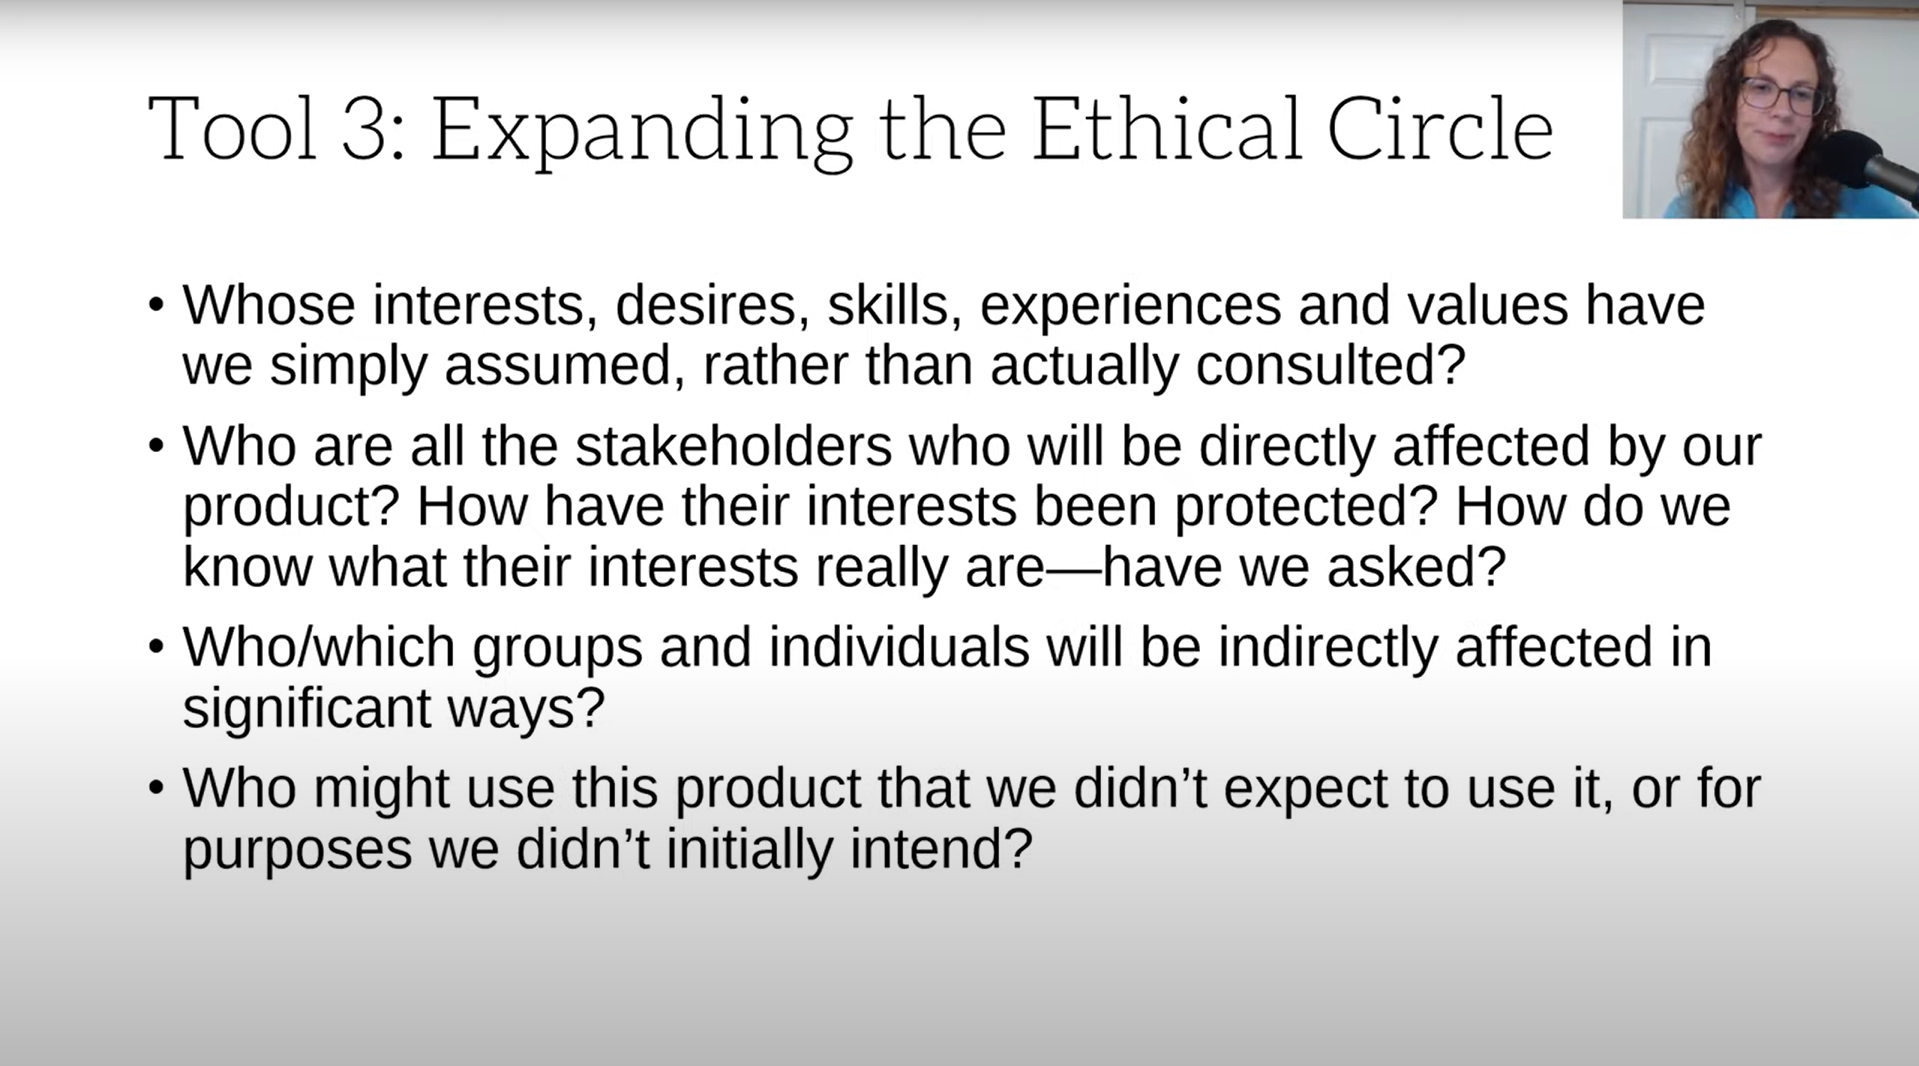 Tool 3: Expanding the Ethical Circle
• Whose interests, desires, skills, experiences and values have
we simply assumed, rather than actually consulted?
• Who are all the stakeholders who will be directly affected by our
product? How have their interests been protected? How do we
know what their interests really are—have we asked?
• Who/which groups and individuals will be indirectly affected in
significant ways?
• Who might use this product that we didn’t expect to use it, or for
purposes we didn’t initially intend?